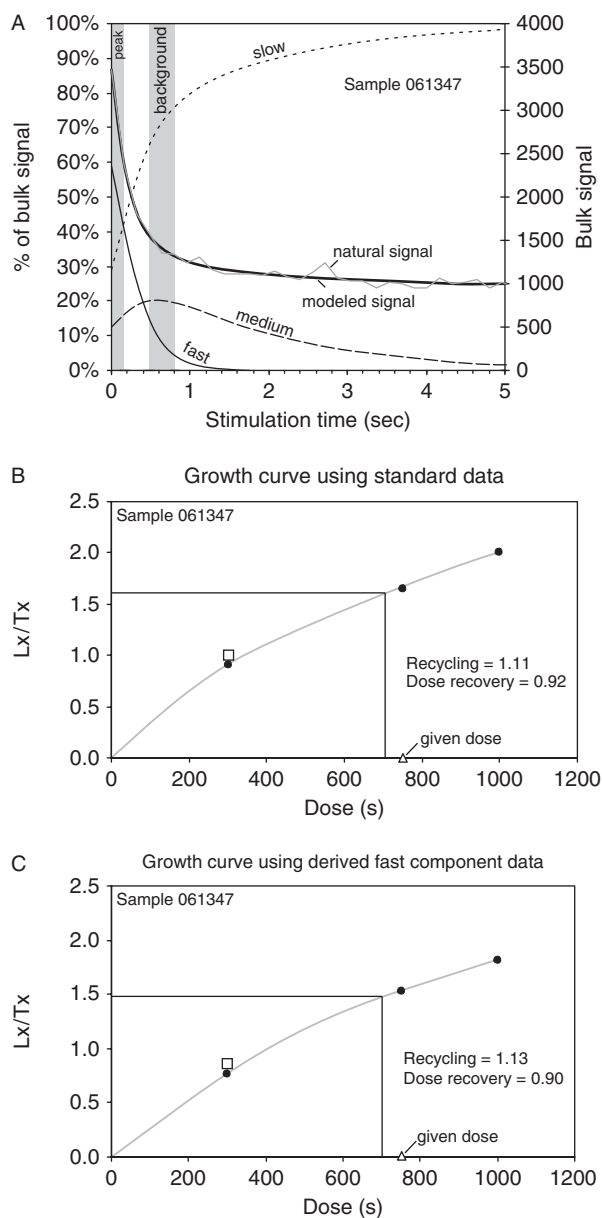 A
100%
90%
80%
70%
60%
50%
40%
30%
20%
10%
0%
% of bulk signal
peak
background
slow
Sample 061347
natural signal
modeled signal
medium
fast
4000
3500
3000
2500
2000
1500
1000
500
0
Bulk signal
0 1 2 3 4 5
Stimulation time (sec)
B Growth curve using standard data
2.5
2.0
1.5
1.0
0.5
0.0
Lx/Tx
Sample 061347
Recycling = 1.11
Dose recovery = 0.92
given dose
0 200 400 600 800 1000 1200
Dose (s)
C Growth curve using derived fast component data
2.5
2.0
1.5
1.0
0.5
0.0
Lx/Tx
Sample 061347
Recycling = 1.13
Dose recovery = 0.90
given dose
0 200 400 600 800 1000 1200
Dose (s)